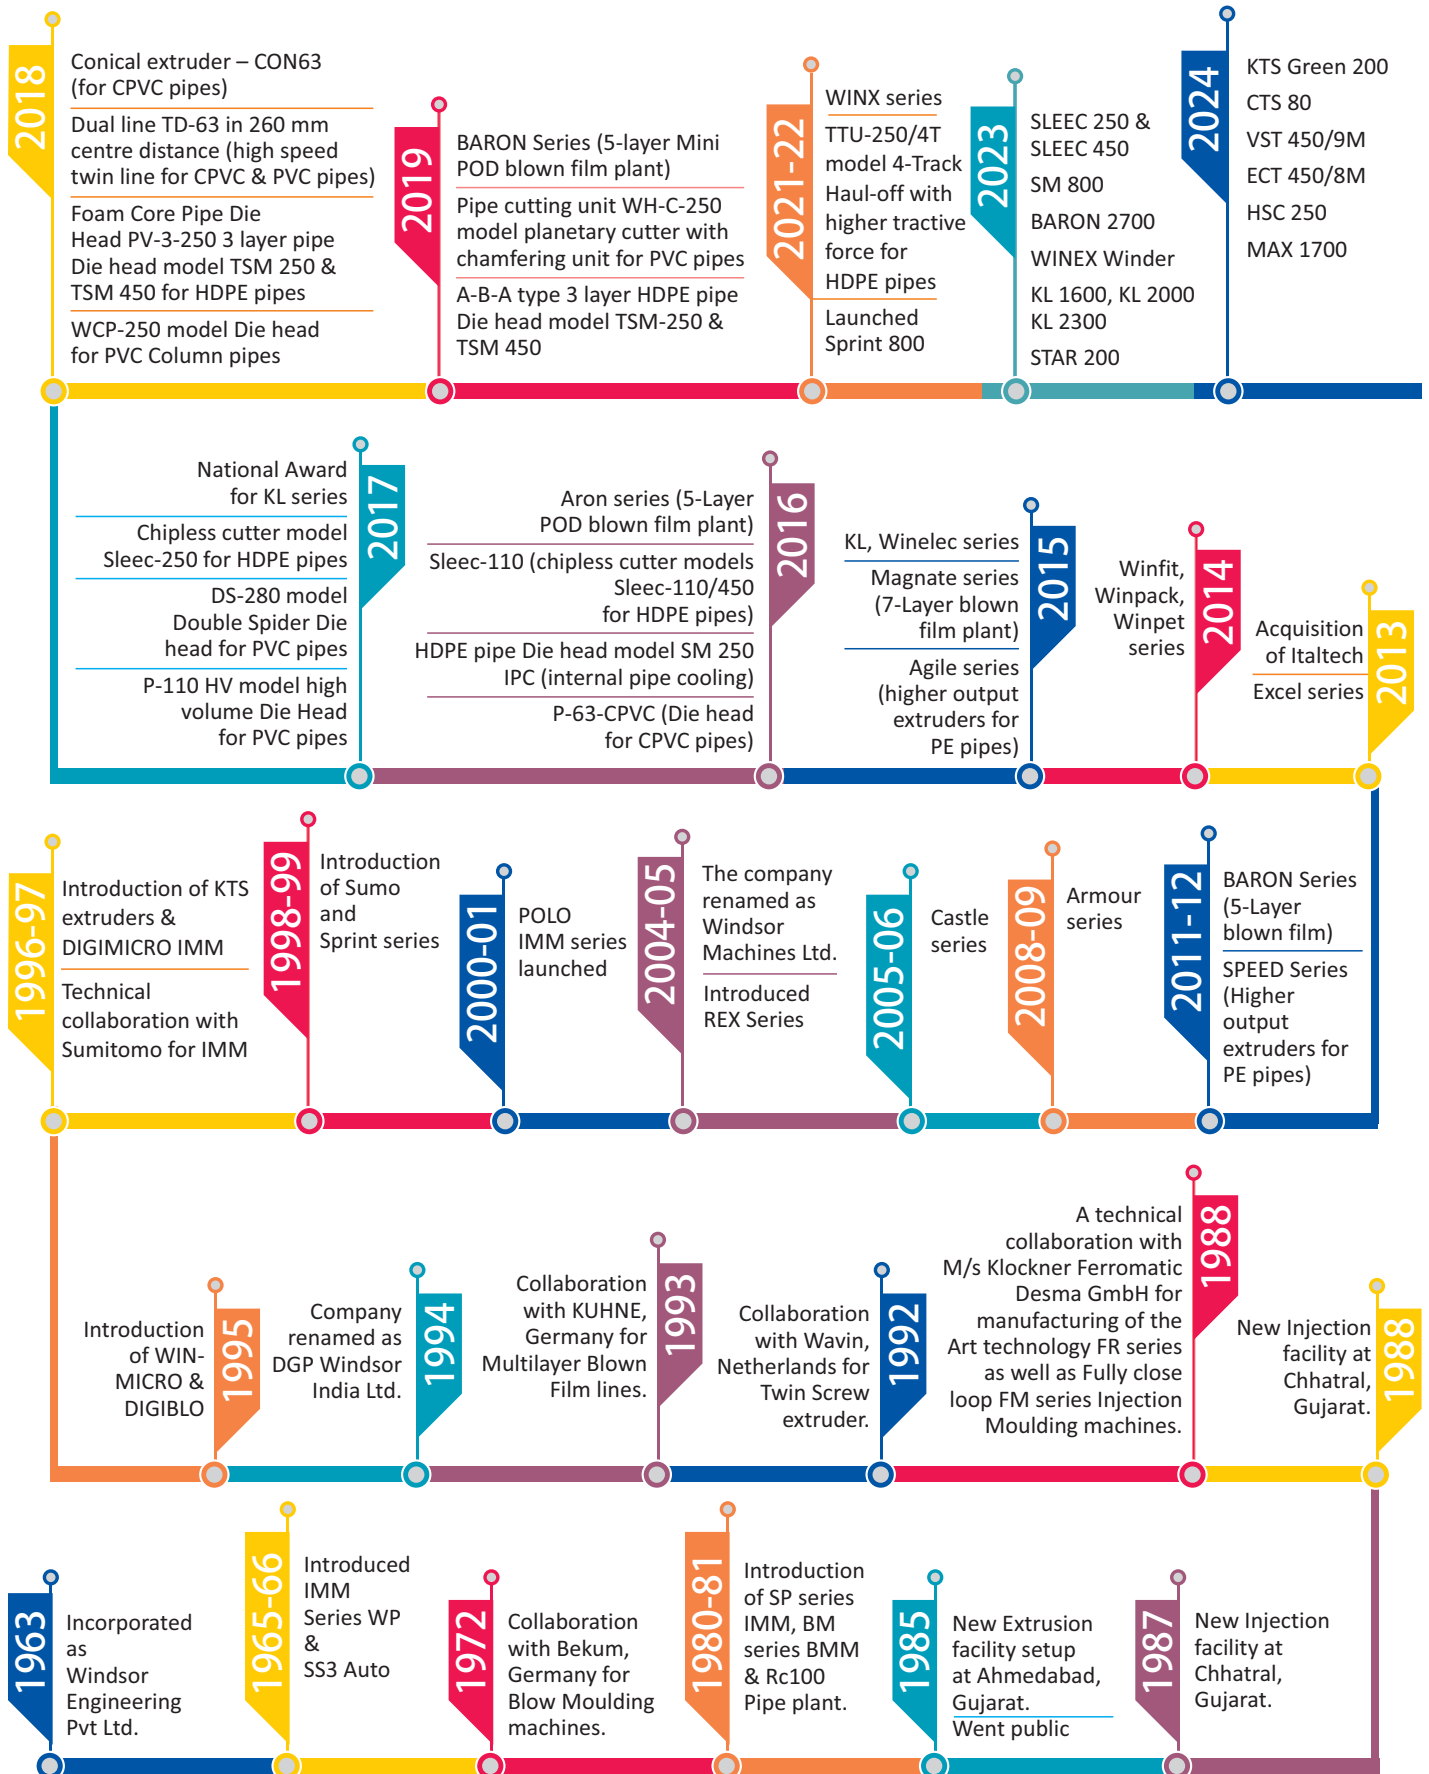 2018
Conical extruder – CON63
(for CPVC pipes)
Dual line TD-63 in 260 mm
centre distance (high speed
twin line for CPVC & PVC pipes)
Foam Core Pipe Die
Head PV-3-250 3 layer pipe
Die head model TSM 250 &
TSM 450 for HDPE pipes
WCP-250 model Die head
for PVC Column pipes
2019
BARON Series (5-layer Mini
POD blown film plant)
Pipe cutting unit WH-C-250
model planetary cutter with
chamfering unit for PVC pipes
A-B-A type 3 layer HDPE pipe
Die head model TSM-250 &
TSM 450
2021-22
WINX series
TTU-250/4T
model 4-Track
Haul-off with
higher tractive
force for
HDPE pipes
Launched
Sprint 800
2023
SLEEC 250 &
SLEEC 450
SM 800
BARON 2700
WINEX Winder
KL 1600, KL 2000
KL 2300
STAR 200
2024
KTS Green 200
CTS 80
VST 450/9M
ECT 450/8M
HSC 250
MAX 1700
National Award
for KL series
Chipless cutter model
Sleec-250 for HDPE pipes
DS-280 model
Double Spider Die
head for PVC pipes
P-110 HV model high
volume Die Head
for PVC pipes
2017
Aron series (5-Layer
POD blown film plant)
Sleec-110 (chipless cutter models
Sleec-110/450
for HDPE pipes)
HDPE pipe Die head model SM 250
IPC (internal pipe cooling)
P-63-CPVC (Die head
for CPVC pipes)
2016
KL, Winelec series
Magnate series
(7-Layer blown
film plant)
Agile series
(higher output
extruders for
PE pipes)
2015
Winfit,
Winpack,
Winpet
series
2014
Acquisition
of Italtech
Excel series
2013
1996-97
Introduction of KTS
extruders &
DIGIMICRO IMM
Technical
collaboration with
Sumitomo for IMM
1998-99
Introduction
of Sumo
and
Sprint series
2000-01
POLO
IMM series
launched
2004-05
The company
renamed as
Windsor
Machines Ltd.
Introduced
REX Series
2005-06
Castle
series
2008-09
Armour
series
2011-12
BARON Series
(5-Layer
blown film)
SPEED Series
(Higher
output
extruders for
PE pipes)
Introduction
of WIN-
MICRO &
DIGIBLO
1995
Company
renamed as
DGP Windsor
India Ltd.
1994
Collaboration
with KUHNE,
Germany for
Multilayer Blown
Film lines.
1993
Collaboration
with Wavin,
Netherlands for
Twin Screw
extruder.
1992
A technical
collaboration with
M/s Klockner Ferromatic
Desma GmbH for
manufacturing of the
Art technology FR series
as well as Fully close
loop FM series Injection
Moulding machines.
1988
New Injection
facility at
Chhatral,
Gujarat.
1988
1963
Incorporated
as
Windsor
Engineering
Pvt Ltd.
1965-66
Introduced
IMM
Series WP
&
SS3 Auto
1972
Collaboration
with Bekum,
Germany for
Blow Moulding
machines.
1980-81
Introduction
of SP series
IMM, BM
series BMM
& Rc100
Pipe plant.
1985
New Extrusion
facility setup
at Ahmedabad,
Gujarat.
Went public
1987
New Injection
facility at
Chhatral,
Gujarat.